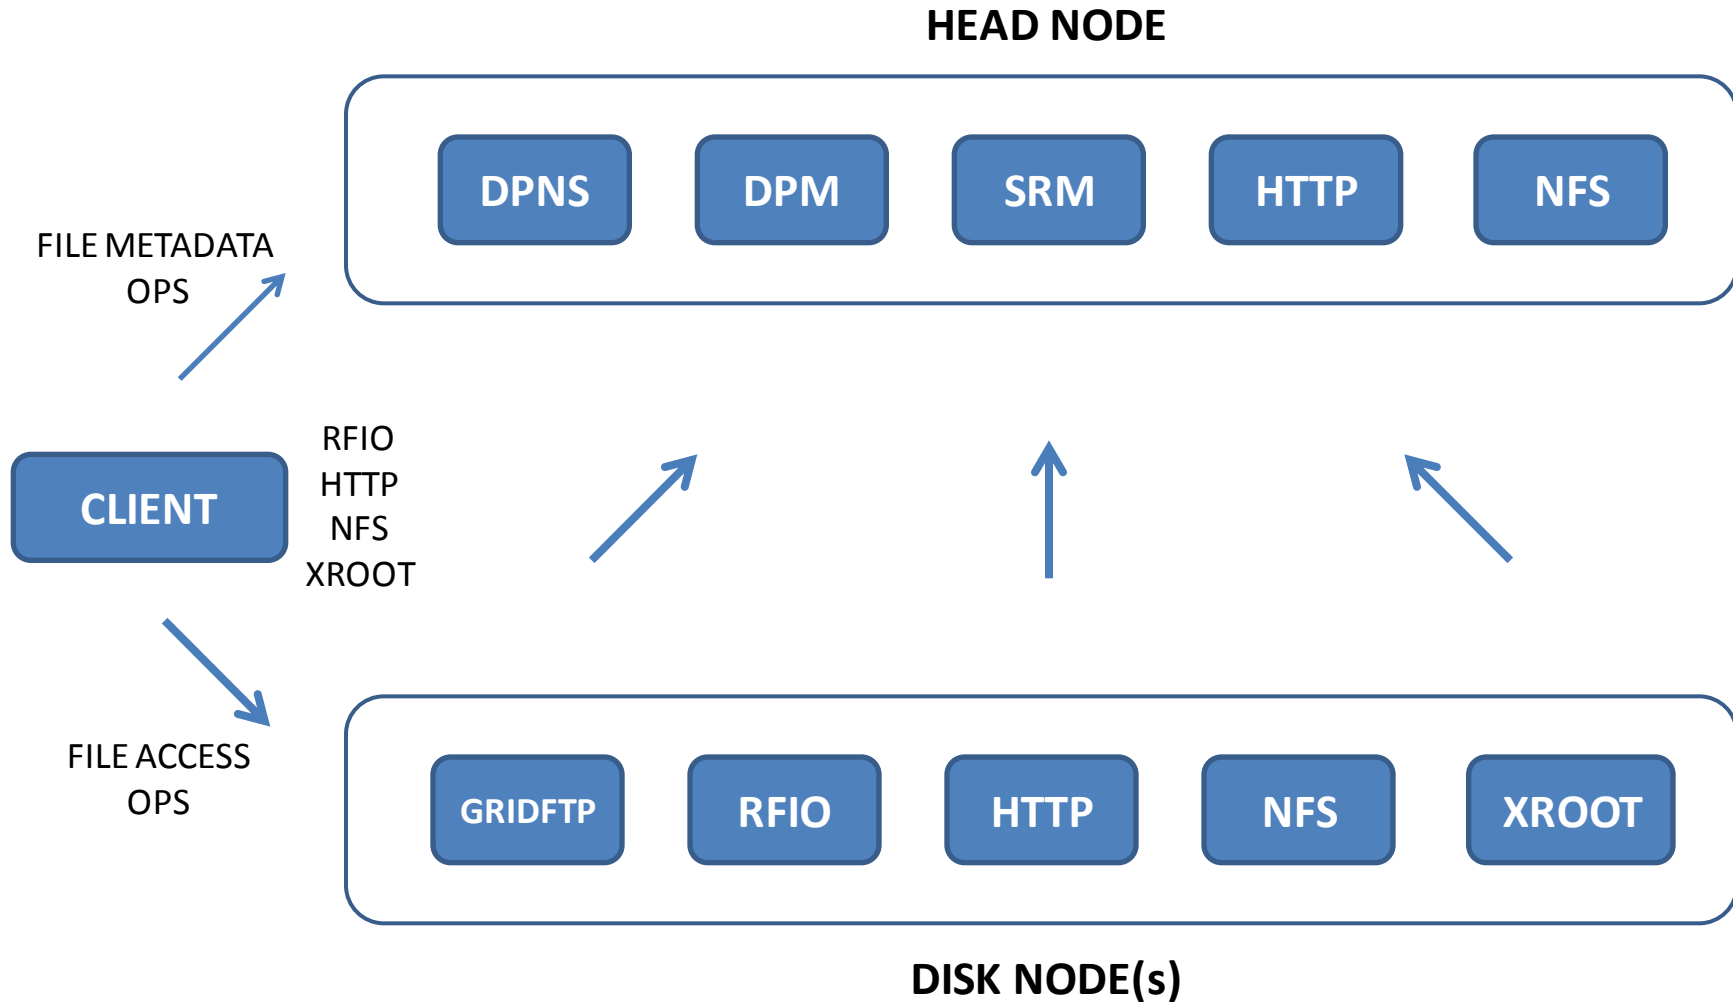 HEAD NODE
DPNS
DPM
SRM
HTTP
NFS
FILE METADATA
OPS
CLIENT
RFIO
HTTP
NFS
XROOT
FILE ACCESS
OPS
GRIDFTP
RFIO
HTTP
NFS
XROOT
DISK NODE(s)